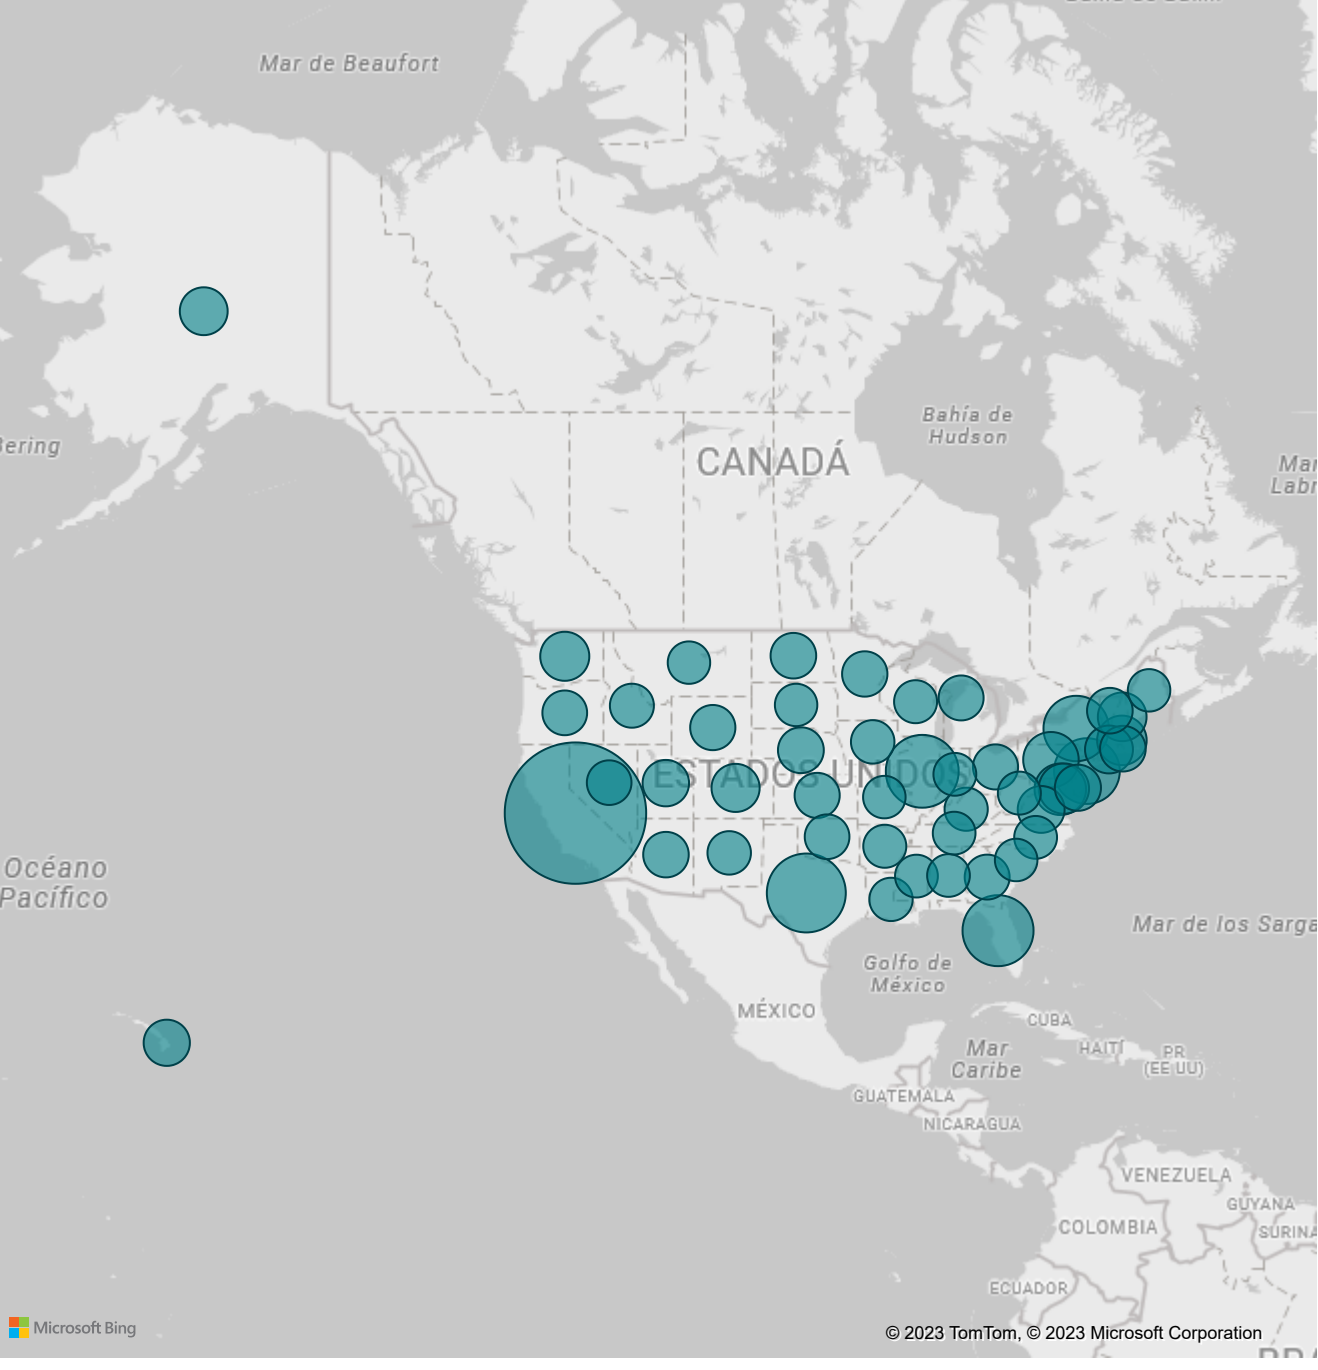 Mar de Beaufort
Bahía de
Hudson
CANADÁ
ering
Mar
Labr
ESTADOS UNIDOS
Océano
Pacífico
Mar de los Sarga
Golfo de
México
MÉXICO
CUBA
HAITÍ
PR
(EE UU)
Mar
Caribe
GUATEMALA
NICARAGUA
VENEZUELA
GUYANA
SURINA
COLOMBIA
ECUADOR
Microsoft Bing
© 2023 TomTom, © 2023 Microsoft Corporation